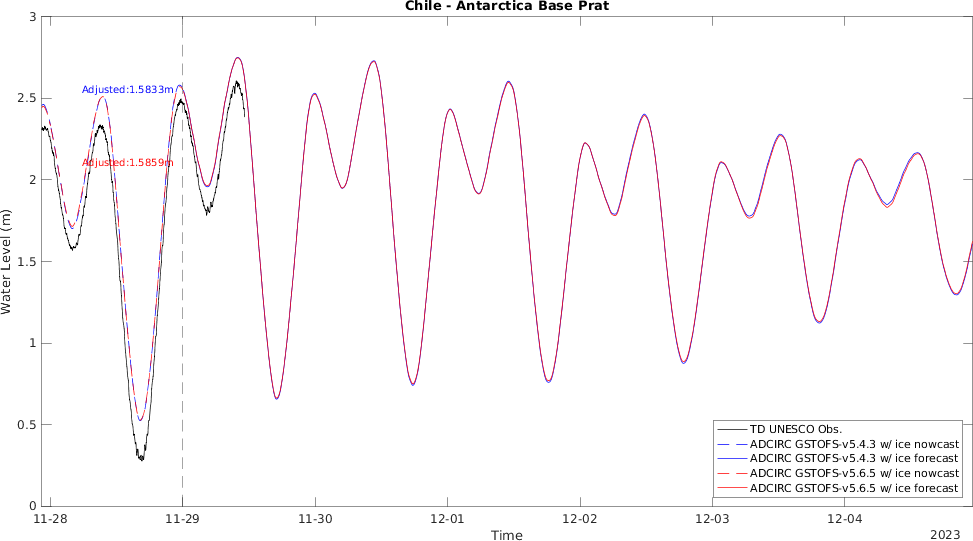 Chile - Antarctica Base Prat
3
2.5
2
1.5
1
0.5
0
Water Level (m)
Adjusted:1.5833m
Adjusted:1.5859m
TD UNESCO Obs.
ADCIRC GSTOFS-v5.4.3 w/ ice nowcast
ADCIRC GSTOFS-v5.4.3 w/ ice forecast
ADCIRC GSTOFS-v5.6.5 w/ ice nowcast
ADCIRC GSTOFS-v5.6.5 w/ ice forecast
11-28 11-29 11-30 12-01 12-02 12-03 12-04
Time
2023